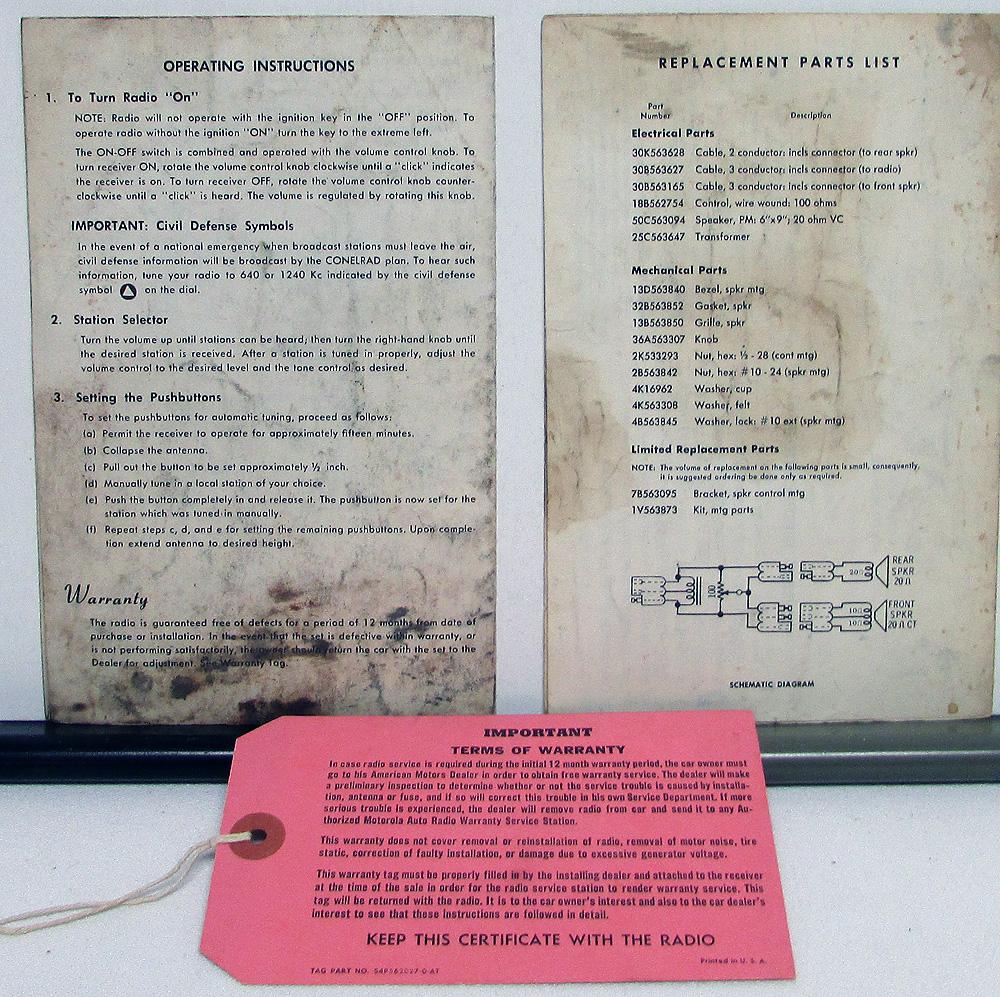 OPERATING INSTRUCTIONS
1. To Turn Radio "On"
NOTE: Radio will not operate with the ignition key in the "OFF" position. To
operate radio without the ignition "ON" turn the key to the extreme left.
The ON-OFF switch is combined and operated with the volume control knob. To
turn receiver ON, rotate the volume control knob clockwise until a "click" indicates
the receiver is on. To turn receiver OFF, rotate the volume control knob counter-
clockwise until a "click" is heard. The volume is regulated by rotating this knob.
IMPORTANT: Civil Defense Symbols
In the event of a national emergency when broadcast stations must leave the air,
civil defense information will be broadcast by the CONELRAD plan. To hear such
information, tune your radio to 640 or 1240 Kc indicated by the civil defense
symbol on the dial.
2. Station Selector
Turn the volume up until stations can be heard, then turn the right-hand knob until
the desired station is received. After a station is tuned in properly, adjust the
volume control to the desired level and the tone control as desired.
3. Setting the Pushbuttons
To set the pushbuttons for automatic tuning, proceed as follows:
(a) Permit the receiver to operate for approximately fifteen minutes.
(b) Collapse the antenna.
(c) Pull out the button to be set approximately ½ inch.
(d) Manually tune in a local station of your choice.
(e) Push the button completely in and release it. The pushbutton is now set for the
station which was tuned in manually.
(f) Repeat steps c, d, and e for setting the remaining pushbuttons. Upon comple-
tion extend antenna to desired height.
Warranty
The radio is guaranteed free of defects for a period of 12 months from date of
purchase or installation. In the event that the set is defective within warranty, or
is not performing satisfactorily, the owner should return the car with the set to the
Dealer for adjustment. See Warranty Tag.
REPLACEMENT PARTS LIST
Part
Number Description
Electrical Parts
30K563628 Cable, 2 conductor: incls connector (to rear spkr)
30B563627 Cable, 3 conductor: incls connector (to radio)
30B563165 Cable, 3 conductor: incls connector (to front spkr)
18B562754 Control, wire wound: 100 ohms
50C563094 Speaker, PM: 6"x9"; 20 ohm VC
25C563647 Transformer
Mechanical Parts
13D563840 Bezel, spkr mtg
32B563852 Gasket, spkr
13B563850 Grille, spkr
36A563307 Knob
2K533293 Nut, hex: - 28 (cont mtg)
2B563842 Nut, hex: #10 - 24 (spkr mtg)
4K16962 Washer, cup
4K563308 Washer, felt
4B563845 Washer, lock: #10 ext (spkr mtg)
Limited Replacement Parts
NOTE: The volume of replacement on the following parts is small, consequently,
it is suggested ordering be done only as required.
7B563095 Bracket, spkr control mtg
1V563873 Kit, mtg parts
100
20Ω
REAR
SPKR
20Ω
10Ω
10Ω
FRONT
SPKR
20Ω CT
SCHEMATIC DIAGRAM
IMPORTANT
TERMS OF WARRANTY
In case radio service is required during the initial 12 month warranty period, the car owner must
go to his American Motors Dealer in order to obtain free warranty service. The dealer will make
a preliminary inspection to determine whether or not the service trouble is caused by installa-
tion, antenna or fuse, and if so will correct this trouble in his own Service Department. If more
serious trouble is experienced, the dealer will remove radio from car and send it to any Au-
thorized Motorola Auto Radio Warranty Service Station.
This warranty does not cover removal or reinstallation of radio, removal of motor noise, tire
static, correction of faulty installation, or damage due to excessive generator voltage.
This warranty tag must be properly filled in by the installing dealer and attached to the receiver
at the time of the sale in order for the radio service station to render warranty service. This
tag will be returned with the radio. It is to the car owner's interest and also to the car dealer's
interest to see that these instructions are followed in detail.
KEEP THIS CERTIFICATE WITH THE RADIO
Printed in U. S. A.
TAG PART NO.